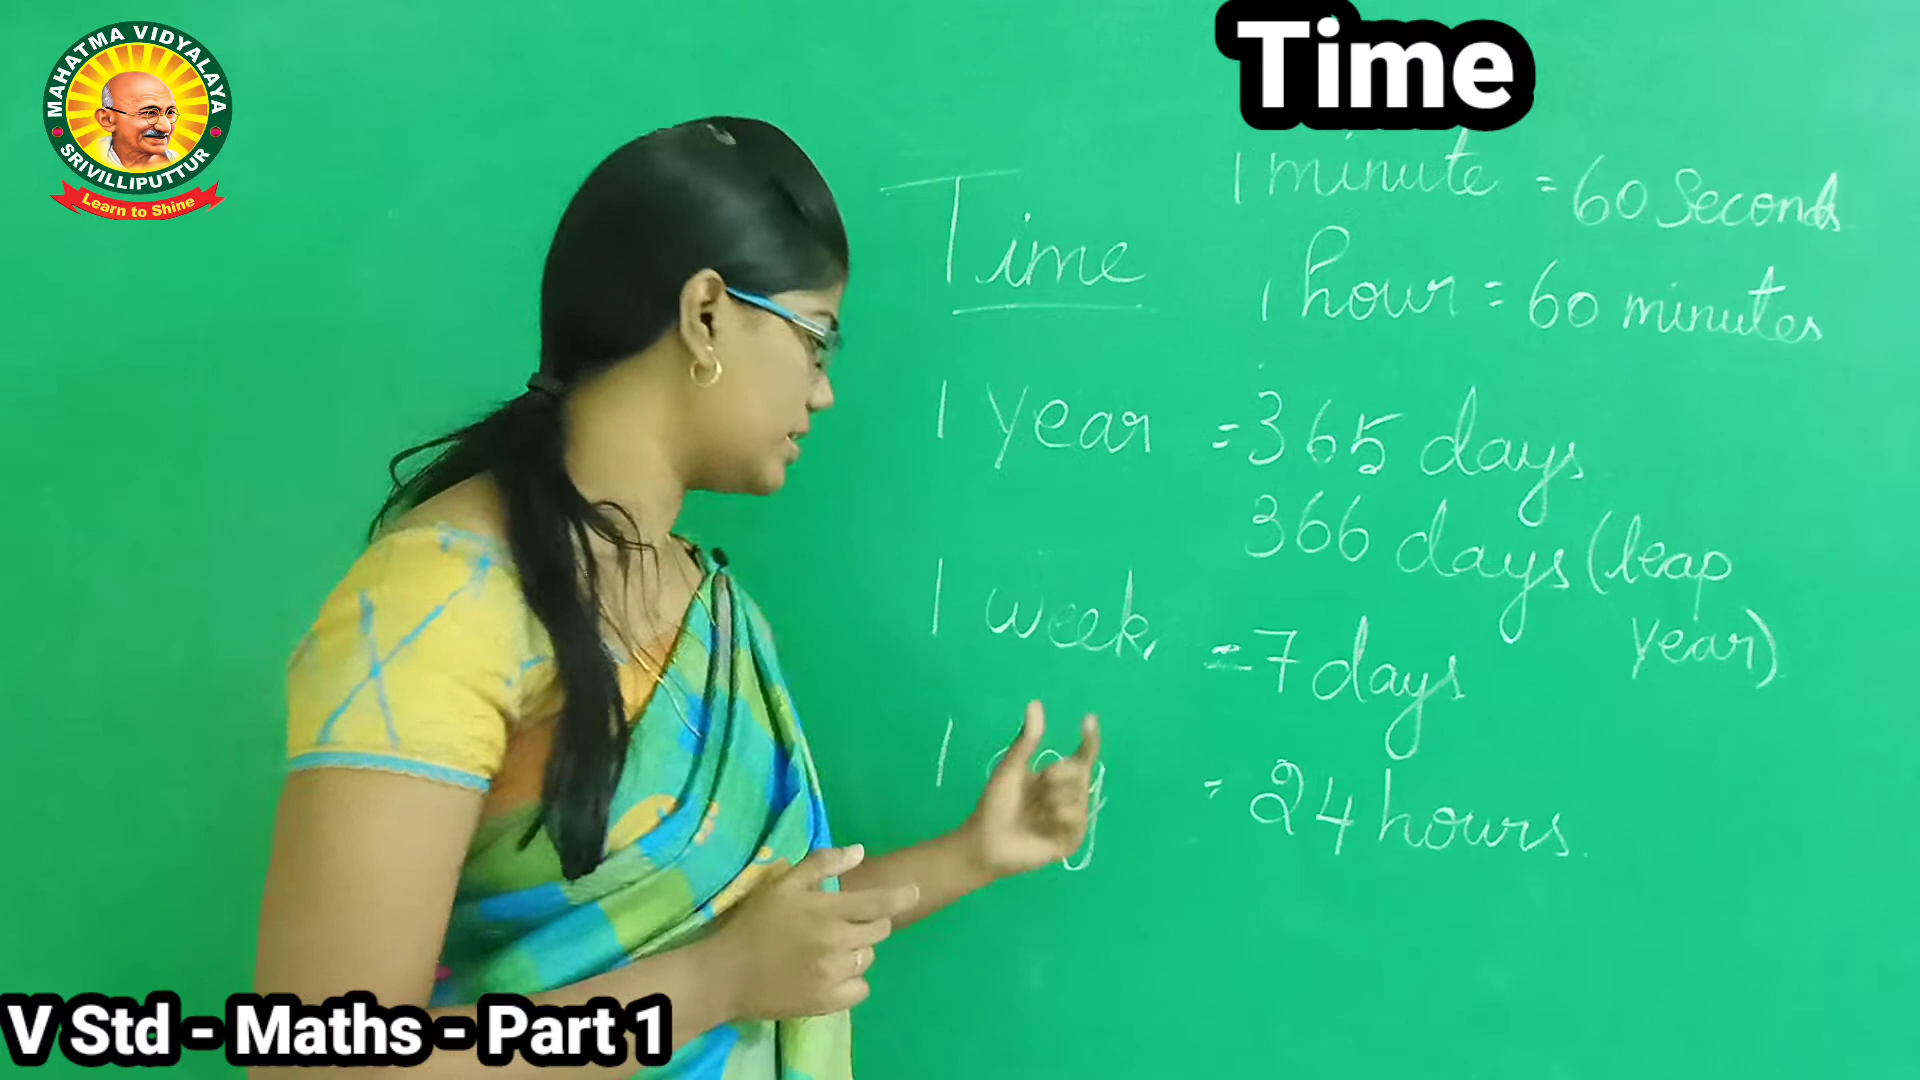 MAHATMA VIDYALAYA
SRIVILLIPUTTUR
Learn to Shine
Time
Time
1 minute = 60 Seconds
1 hour = 60 minutes
1 year = 365 days
366 days (leap
year)
1 week = 7 days
1 = 24 hours.
V Std - Maths - Part 1